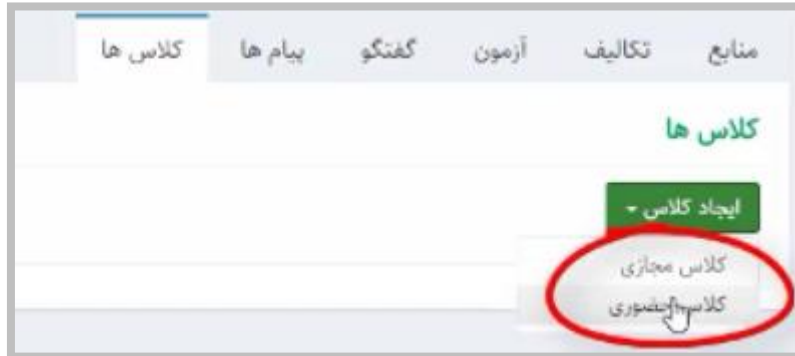 منابع تکالیف آزمون گفتگو پیام ها کلاس ها
کلاس ها
ایجاد کلاس
کلاس مجازی
کلاس حضوری